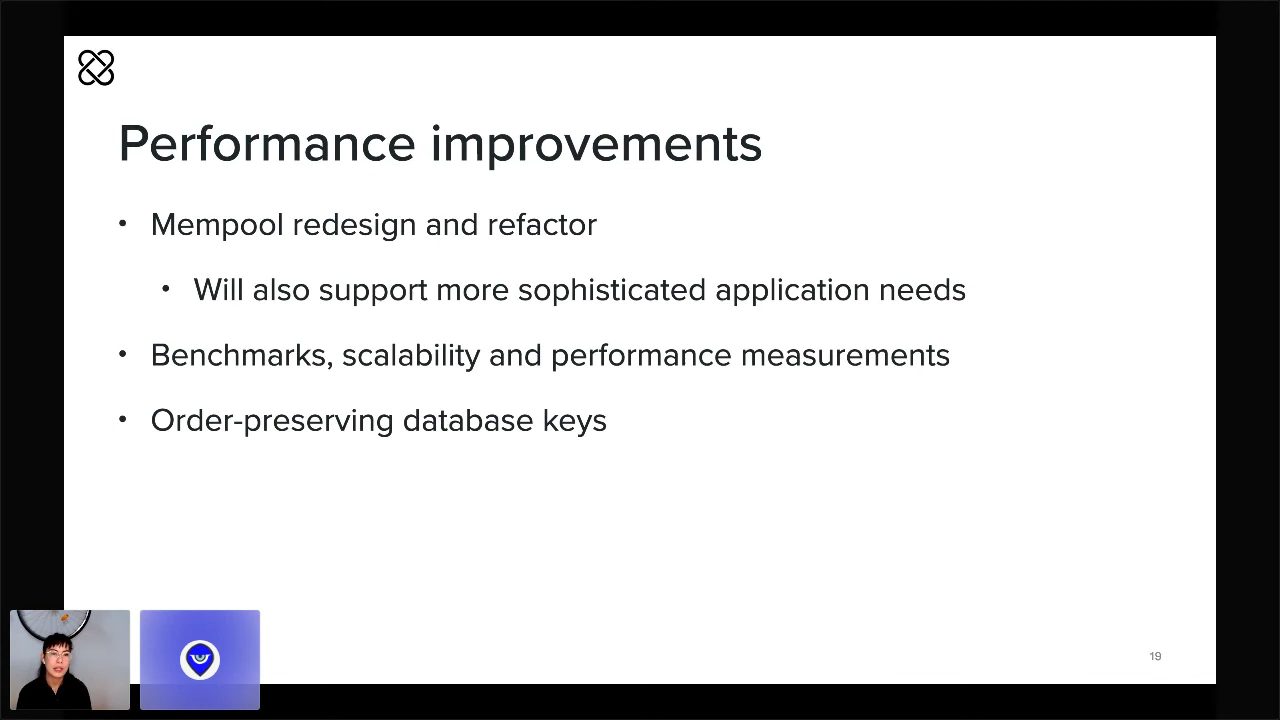 Performance improvements
• Mempool redesign and refactor
• Will also support more sophisticated application needs
• Benchmarks, scalability and performance measurements
• Order-preserving database keys
19